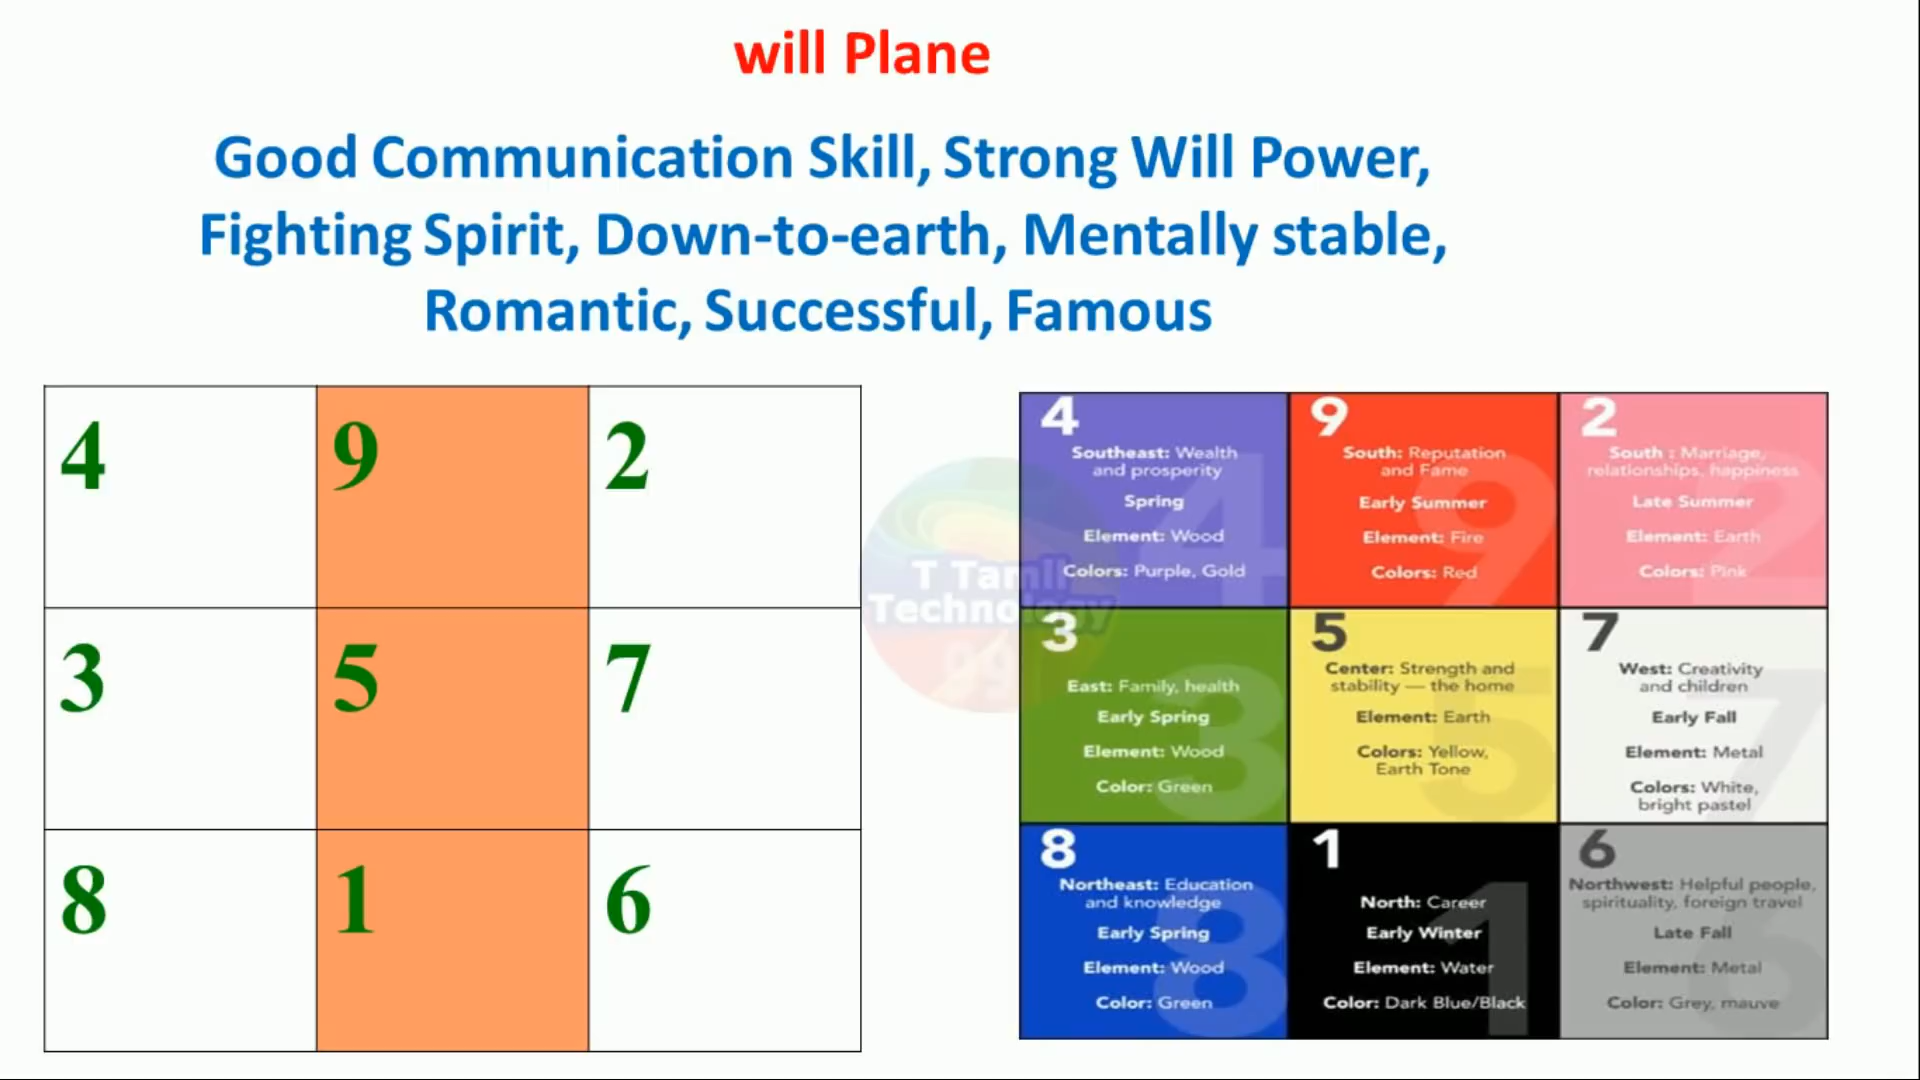 will Plane
Good Communication Skill, Strong Will Power,
Fighting Spirit, Down-to-earth, Mentally stable,
Romantic, Successful, Famous
4 9 2
3 5 7
8 1 6
T Tamil
Technology
4
Southeast: Wealth
and prosperity
Spring
Element: Wood
Colors: Purple, Gold
9
South: Reputation
and Fame
Early Summer
Element: Fire
Colors: Red
2
South : Marriage,
relationships, happiness
Late Summer
Element: Earth
Colors: Pink
3
East: Family, health
Early Spring
Element: Wood
Color: Green
5
Center: Strength and
stability — the home
Element: Earth
Colors: Yellow,
Earth Tone
7
West: Creativity
and children
Early Fall
Element: Metal
Colors: White,
bright pastel
8
Northeast: Education
and knowledge
Early Spring
Element: Wood
Color: Green
1
North: Career
Early Winter
Element: Water
Color: Dark Blue/Black
6
Northwest: Helpful people,
spirituality, foreign travel
Late Fall
Element: Metal
Color: Grey, mauve